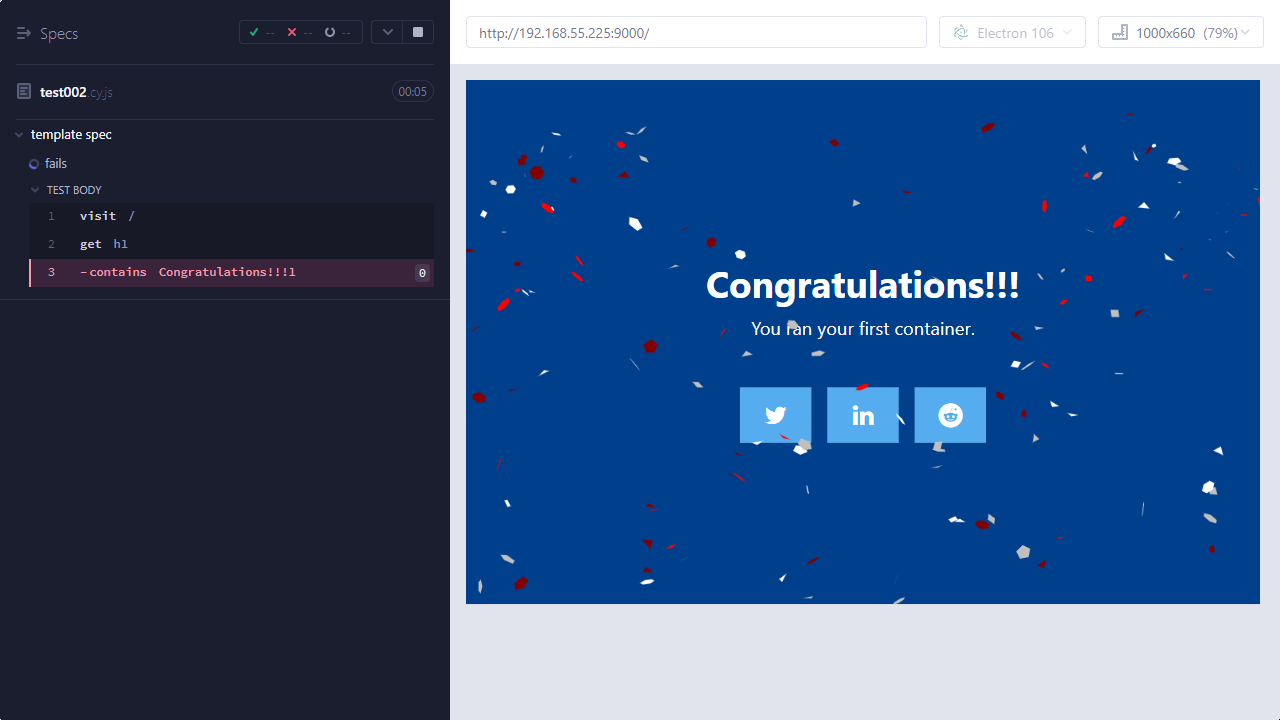 Specs
-- -- --
test002.cy.js
00:05
template spec
fails
TEST BODY
1 visit /
2 get h1
3 -contains Congratulations!!!1
0
http://192.168.55.225:9000/
Electron 106
1000x660 (79%)
Congratulations!!!
You ran your first container.